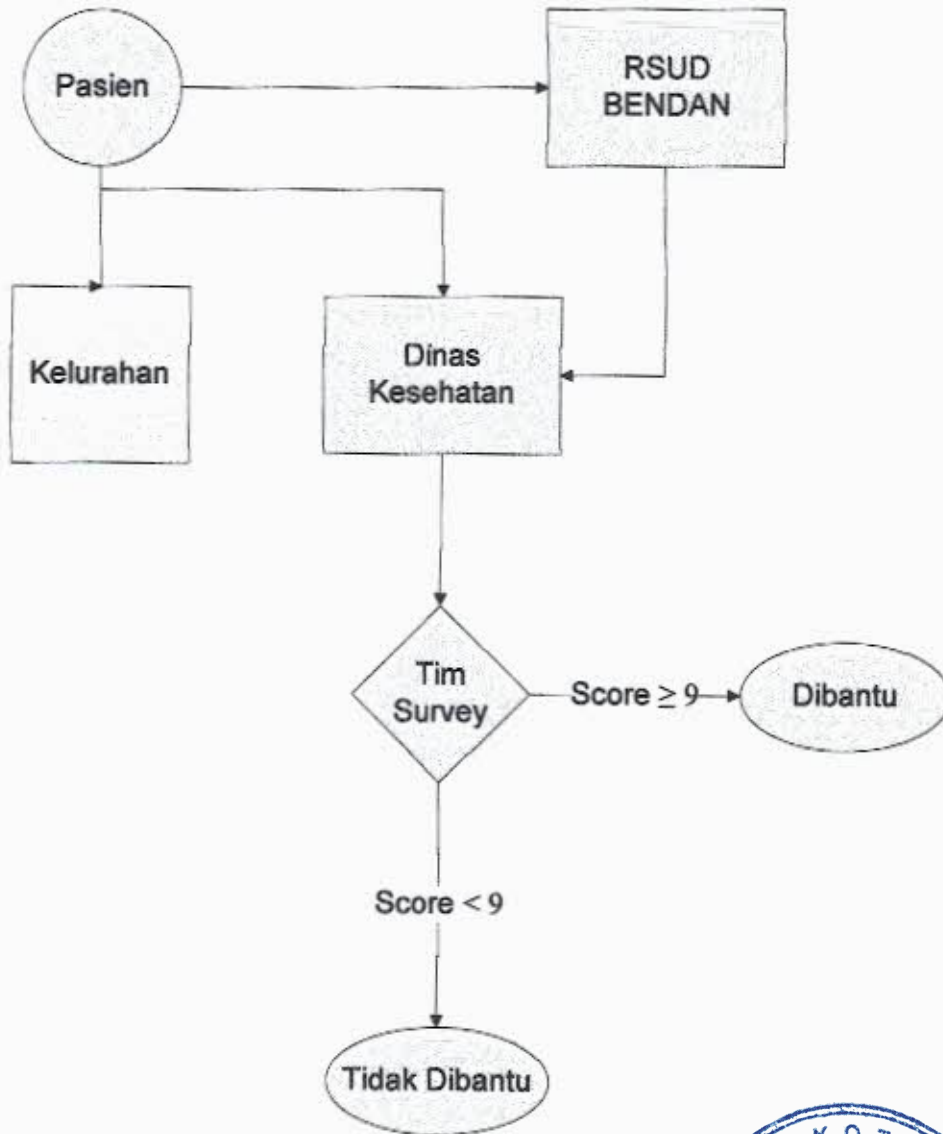 Pasien
RSUD
BENDAN
Kelurahan
Dinas
Kesehatan
Tim
Survey
Score ≥ 9
Dibantu
Score < 9
Tidak Dibantu
K O T